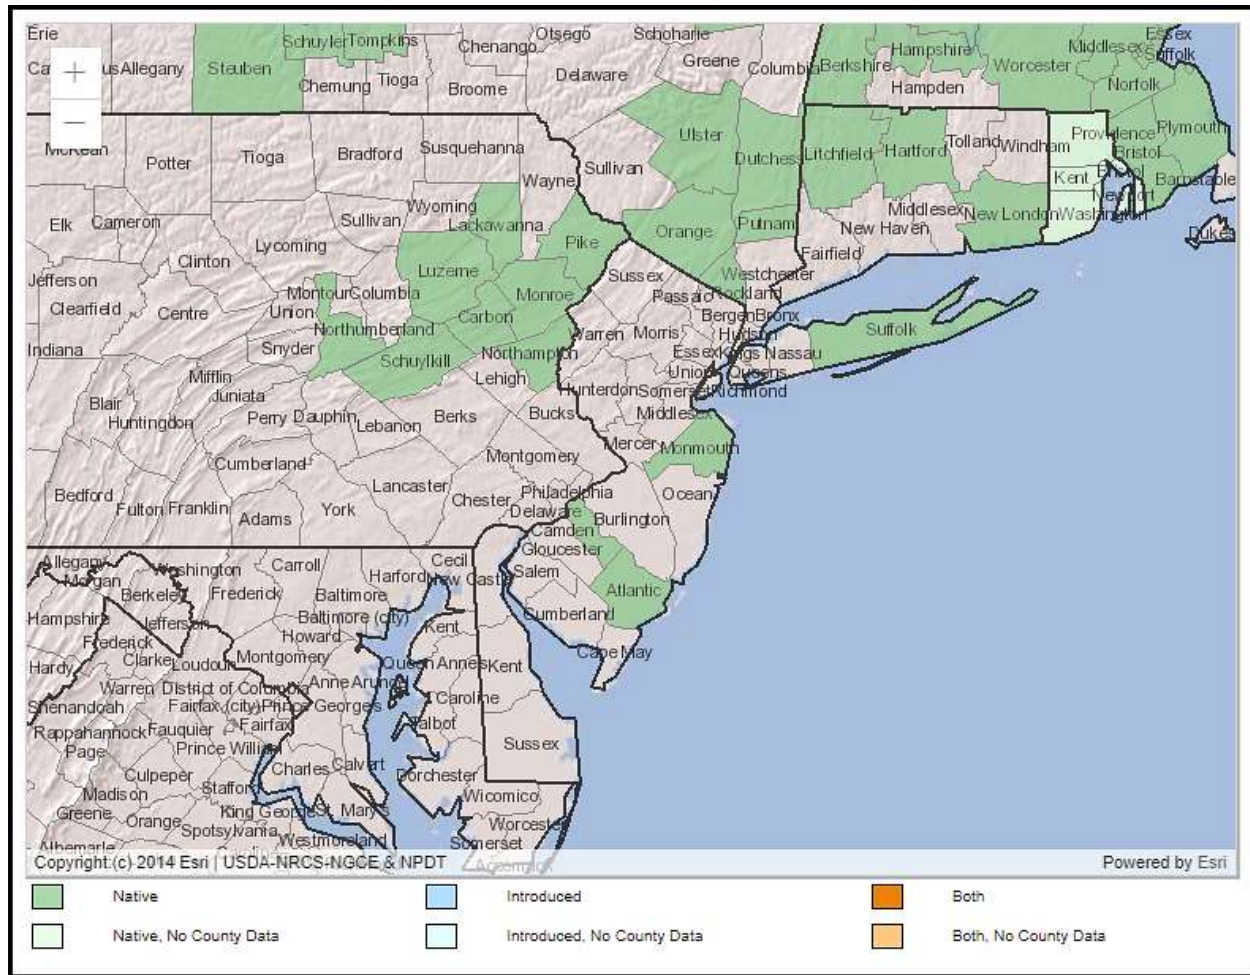 Erie
Schuyler Tompkins
Chenango
Otsego
Schoharie
Essex
Suffolk
Allegany
Steuben
Chemung
Tioga
Broome
Delaware
Greene
Columbia
Berkshire
Hampshire
Hampden
Worcester
Middlesex
Norfolk
+
−
McKean
Potter
Tioga
Bradford
Susquehanna
Wayne
Sullivan
Ulster
Dutchess
Litchfield
Hartford
Tolland
Windham
Providence
Plymouth
Bristol
Kent
Barnstable
Newport
Elk
Cameron
Lycoming
Sullivan
Wyoming
Lackawanna
Pike
Orange
Putnam
Middlesex
New Haven
New London
Washington
Dukes
Fairfield
Jefferson
Clinton
Clearfield
Centre
Union
Montour
Columbia
Luzerne
Monroe
Carbon
Sussex
Passaic
Westchester
Rockland
Bergen
Bronx
Hudson
Suffolk
Indiana
Snyder
Northumberland
Schuylkill
Northampton
Lehigh
Warren
Morris
Essex
Kings
Nassau
Union
Queens
Mifflin
Juniata
Hunterdon
Somerset
Richmond
Blair
Huntingdon
Perry
Dauphin
Lebanon
Berks
Bucks
Middlesex
Mercer
Monmouth
Cumberland
Montgomery
Bedford
Fulton
Franklin
Adams
York
Lancaster
Chester
Philadelphia
Delaware
Camden
Burlington
Ocean
Gloucester
Salem
Atlantic
Cumberland
Cape May
Allegany
Morgan
Washington
Carroll
Cecil
Harford
New Castle
Berkeley
Frederick
Baltimore
Hampshire
Jefferson
Baltimore (city)
Howard
Kent
Frederick
Clarke
Loudoun
Montgomery
Hardy
Queen Annes
Kent
Warren
District of Columbia
Anne Arundel
Shenandoah
Fairfax (city)
Prince George's
Caroline
Talbot
Rappahannock
Fauquier
Fairfax
Page
Prince William
Sussex
Culpeper
Charles
Calvert
Dorchester
Madison
Stafford
Wicomico
Greene
Orange
King George
St. Mary's
Spotsylvania
Worcester
Albemarle
Westmoreland
Somerset
Copyright:(c) 2014 Esri | USDA-NRCS-NGCE & NPDT
Accomack
Powered by Esri
Native
Introduced
Both
Native, No County Data
Introduced, No County Data
Both, No County Data